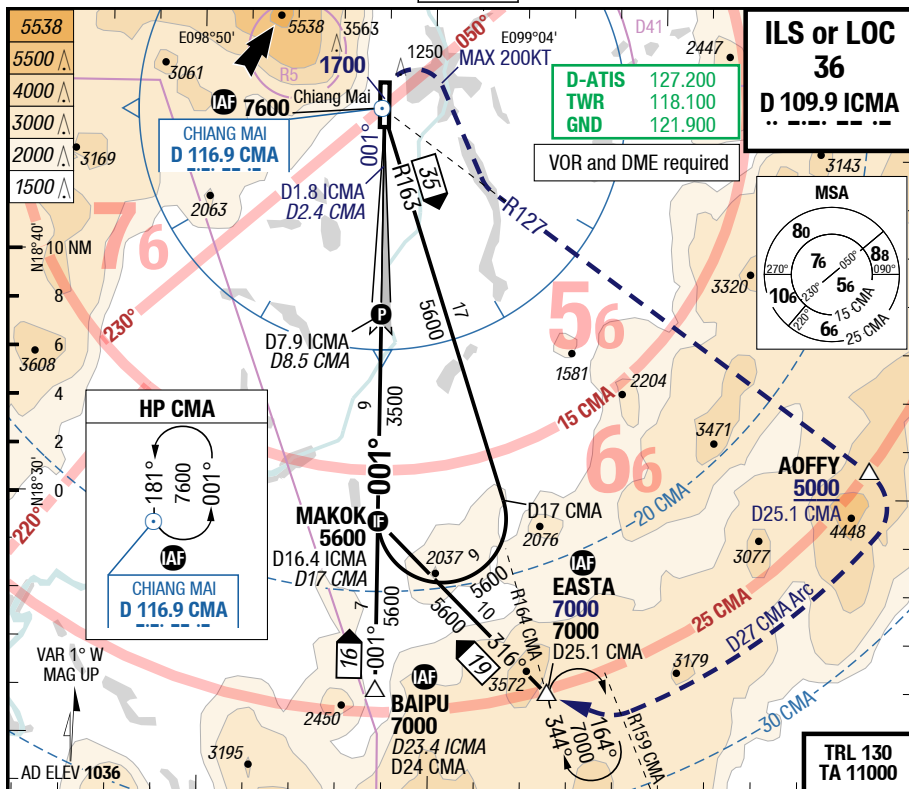 5538
5500
4000
3000
2000
1500
E098°50'
5538
3563
R5
1700
050°
1250
E099°04'
MAX 200KT
D41
2447
ILS or LOC
36
D 109.9 ICMA
3061
IAF 7600
Chiang Mai
CHIANG MAI
D 116.9 CMA
D-ATIS 127.200
TWR 118.100
GND 121.900
VOR and DME required
3169
2063
001°
R163
35
D1.8 ICMA
D2.4 CMA
R127
3143
MSA
80
76
050°
88
270°
090°
230°
56
106
15 CMA
220°
66
25 CMA
N18°40'
10 NM
76
8
6
4
2
0
N18°30'
230°
P
D7.9 ICMA
D8.5 CMA
17
5600
56
3320
3608
1581
2204
9
3500
15 CMA
3471
66
HP CMA
181°
7600
001°
IAF
CHIANG MAI
D 116.9 CMA
001°
20 CMA
AOFFY
5000
D25.1 CMA
220°
MAKOK
5600
IF
D16.4 ICMA
D17 CMA
D17 CMA
2076
2037
9
5600
4448
3077
IAF
EASTA
7000
7000
D25.1 CMA
R164 CMA
7
5600
5600
10
316°
25 CMA
D27 CMA Arc
16
001°
19
3572
3179
VAR 1° W
MAG UP
IAF
BAIPU
7000
D23.4 ICMA
D24 CMA
2450
3195
164°
7000
344°
R159 CMA
30 CMA
AD ELEV 1036
TRL 130
TA 11000